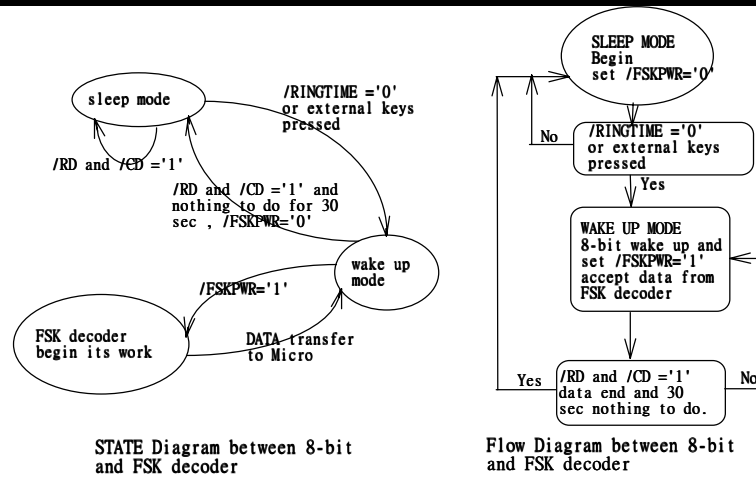 sleep mode
/RINGTIME ='0'
or external keys
pressed
/RD and /CD ='1'
/RD and /CD ='1' and
nothing to do for 30
sec , /FSKPWR='0'
wake up
mode
/FSKPWR='1'
FSK decoder
begin its work
DATA transfer
to Micro
STATE Diagram between 8-bit
and FSK decoder
SLEEP MODE
Begin
set /FSKPWR='0'
No
/RINGTIME ='0'
or external keys
pressed
Yes
WAKE UP MODE
8-bit wake up and
set /FSKPWR='1'
accept data from
FSK decoder
Yes
/RD and /CD ='1'
data end and 30
sec nothing to do.
No
Flow Diagram between 8-bit
and FSK decoder